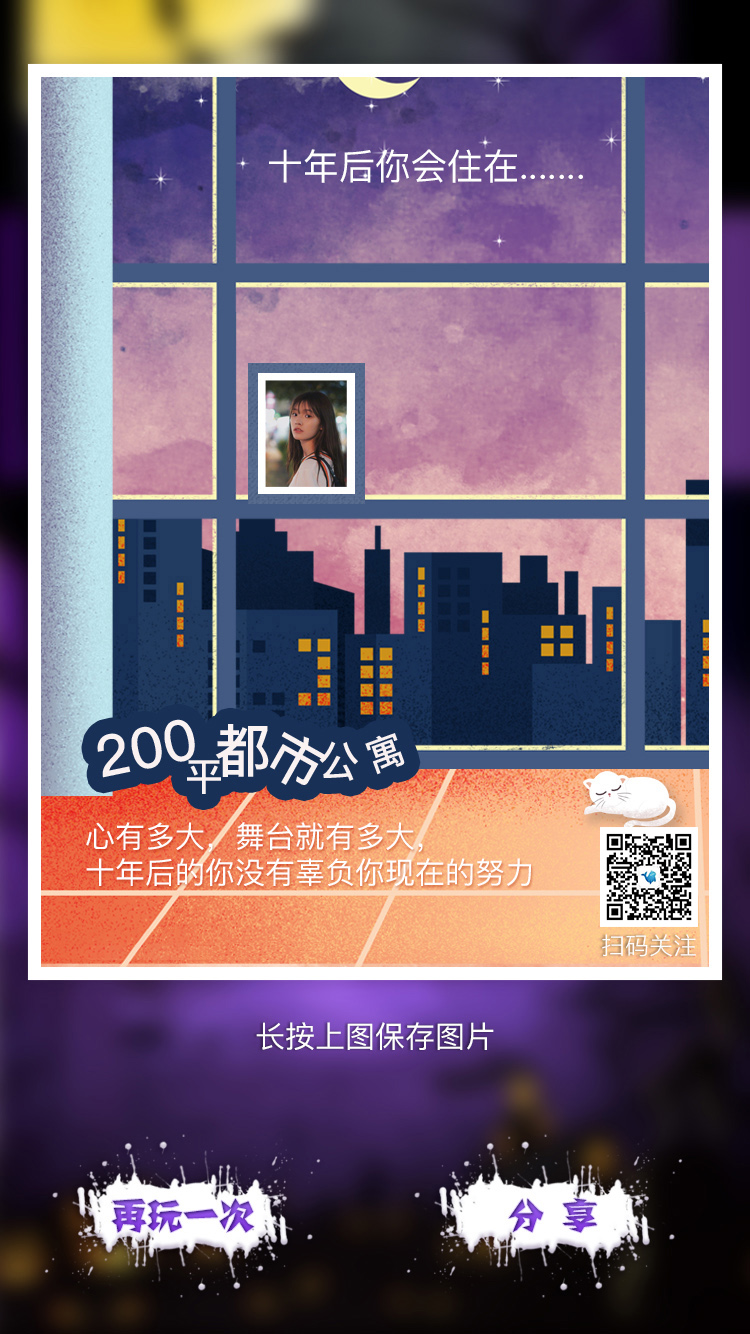 十年后你会住在.......
200平都市公寓
心有多大，舞台就有多大，
十年后的你没有辜负你现在的努力
扫码关注
长按上图保存图片
再玩一次
分享